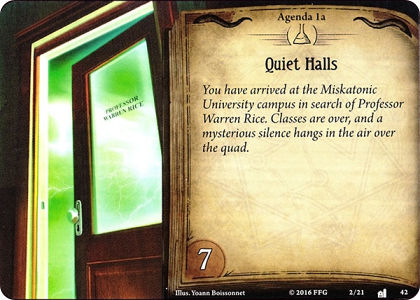 PROFESSOR
WARREN RICE
Agenda 1a
Quiet Halls
You have arrived at the Miskatonic
University campus in search of Professor
Warren Rice. Classes are over, and a
mysterious silence hangs in the air over
the quad.
7
Illus. Yoann Boissonnet © 2016 FFG 2/21 42